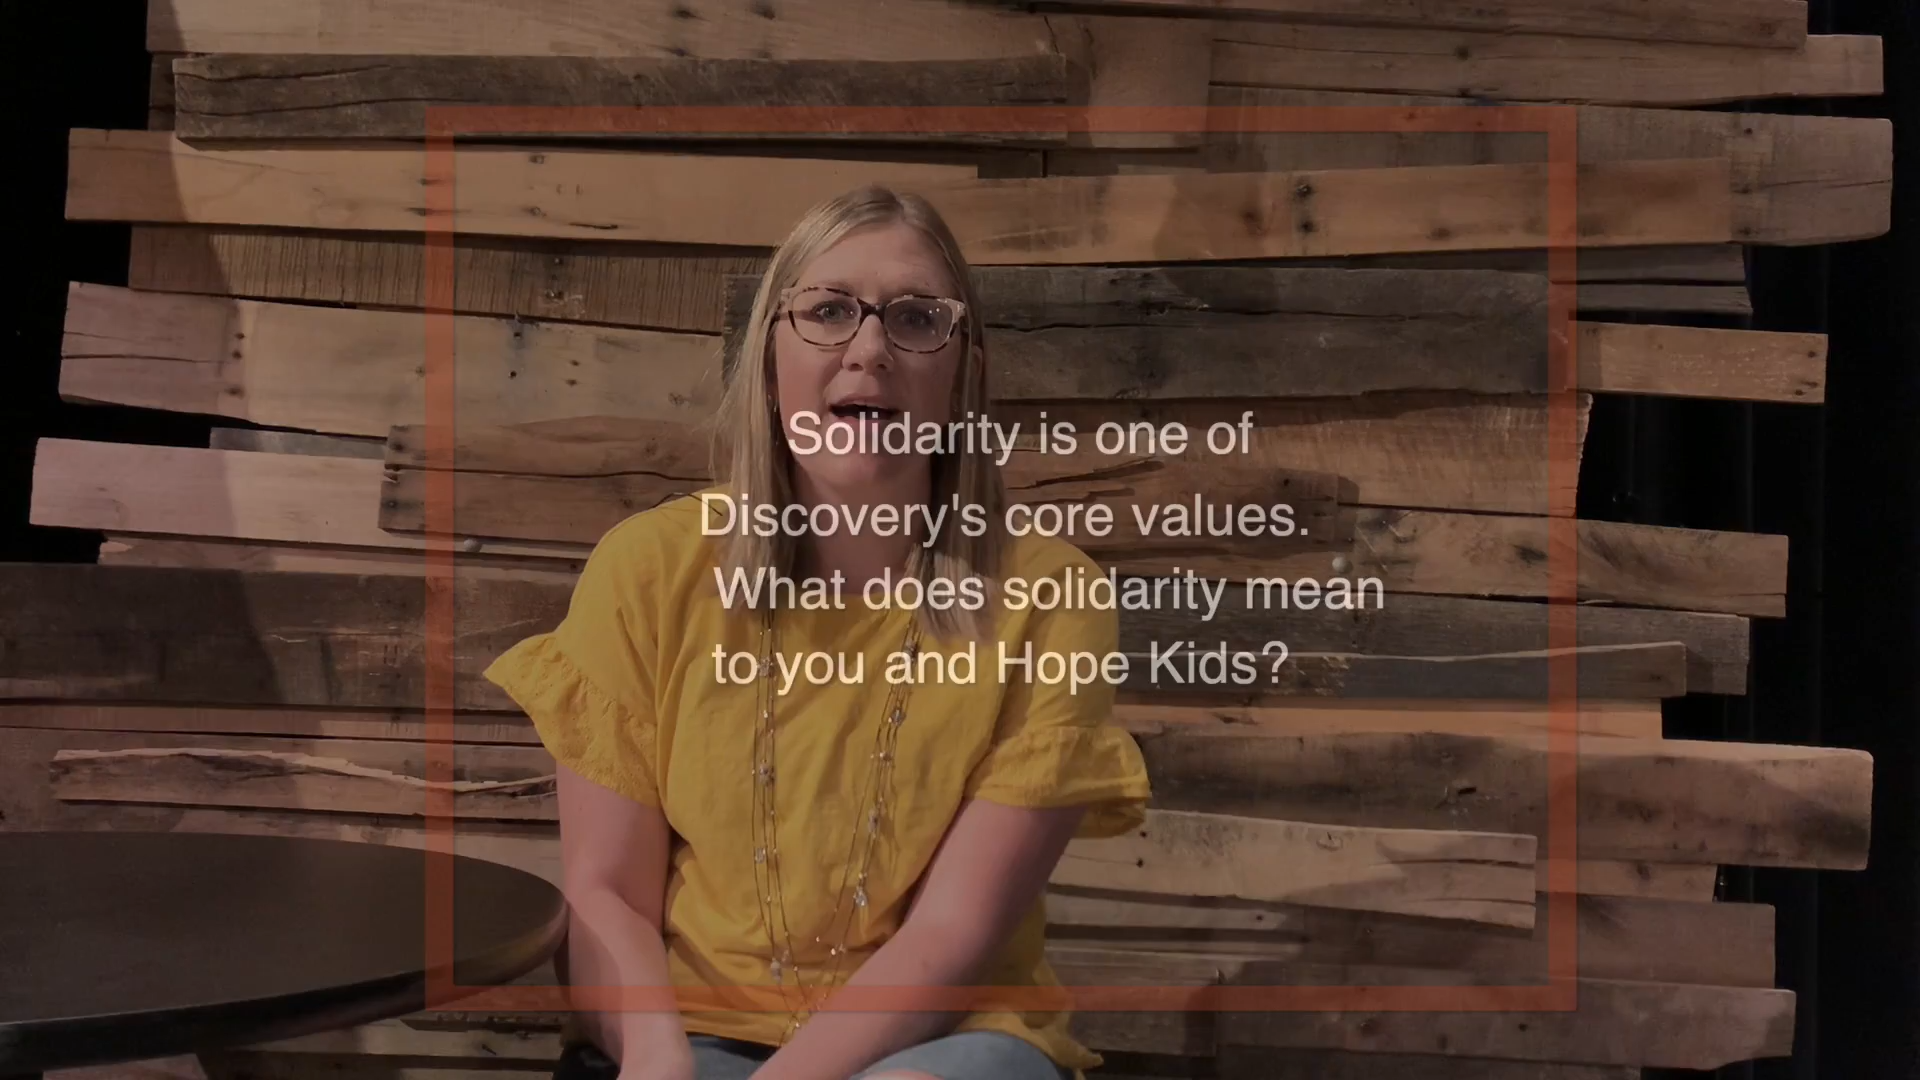 Solidarity is one of
Discovery's core values.
What does solidarity mean
to you and Hope Kids?